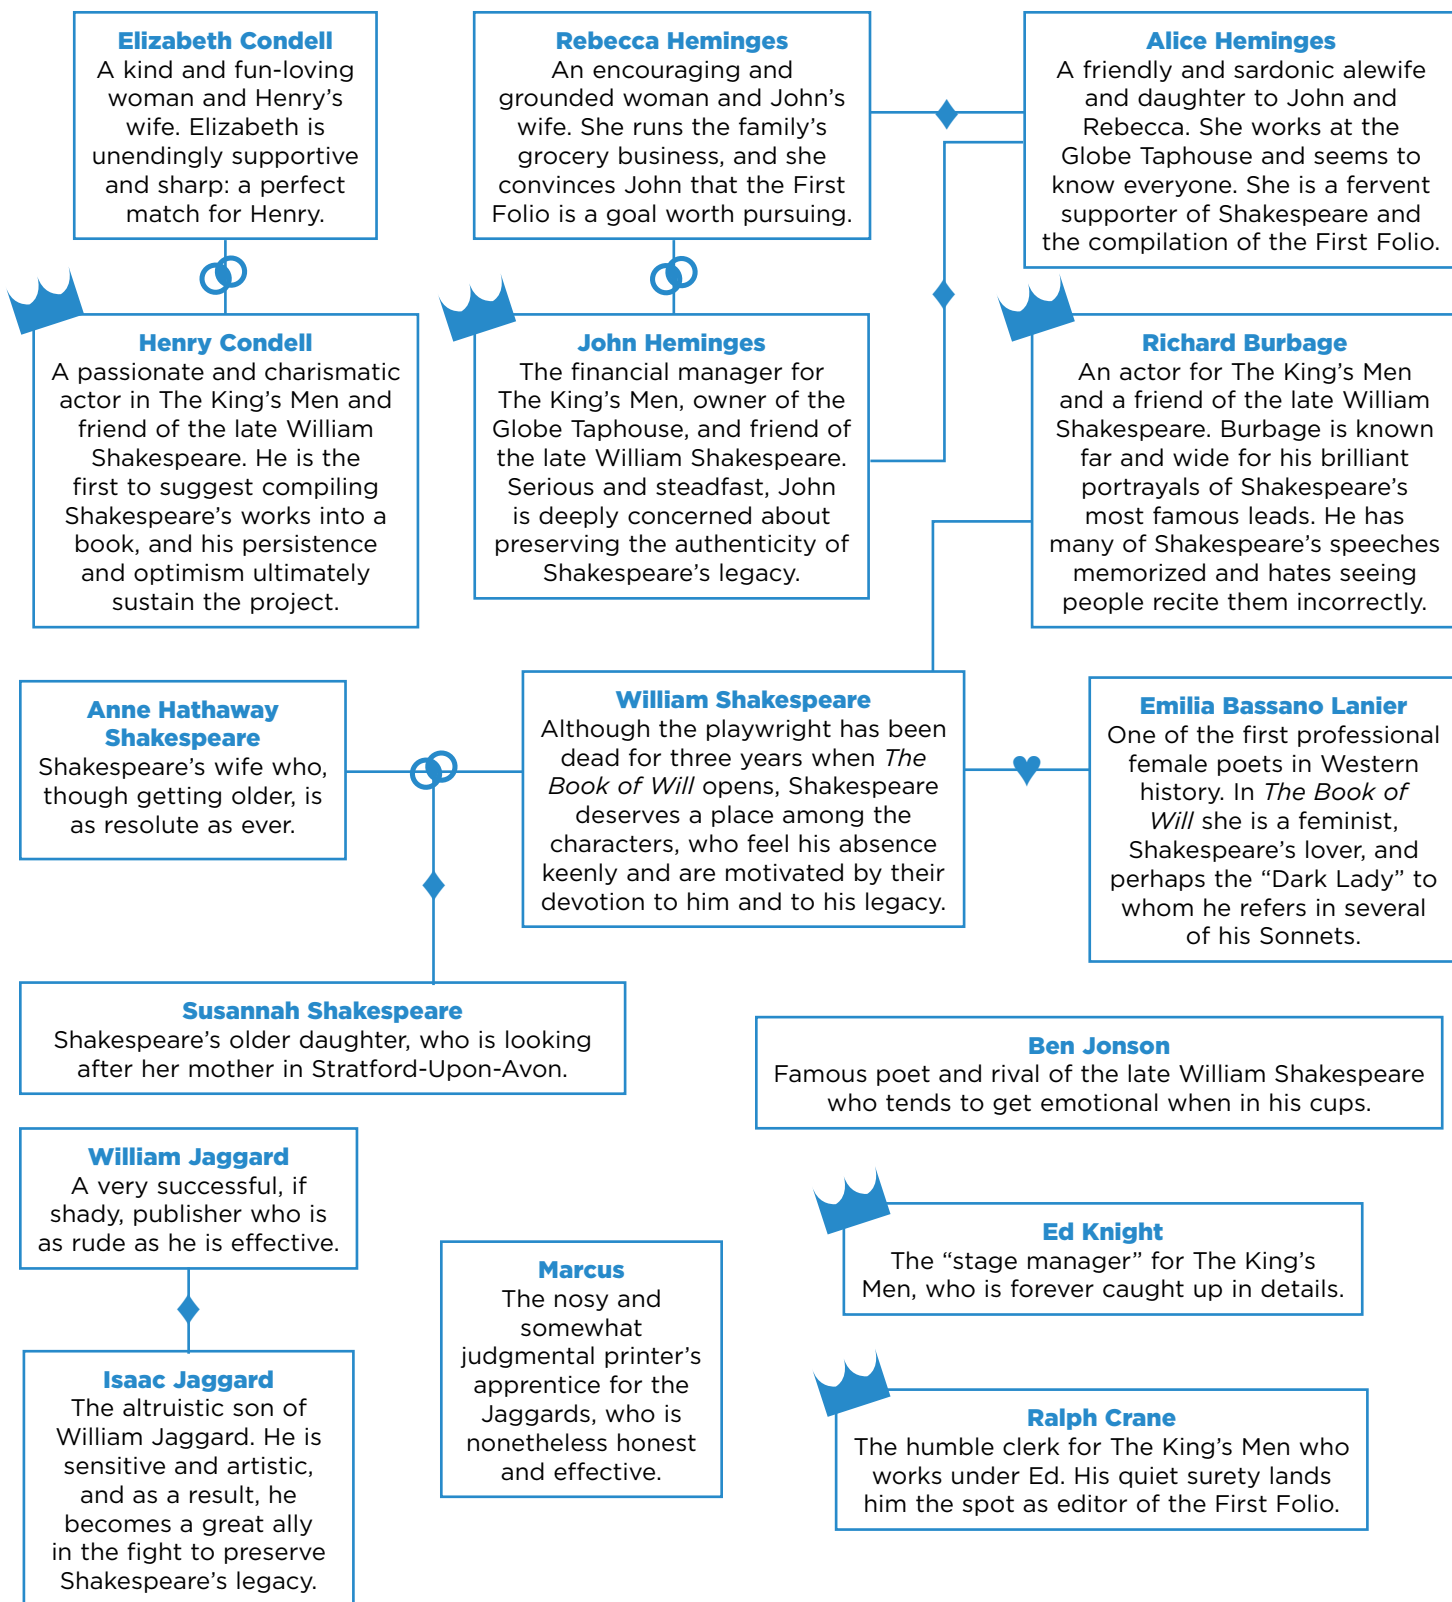 Elizabeth Condell
A kind and fun-loving
woman and Henry’s
wife. Elizabeth is
unendingly supportive
and sharp: a perfect
match for Henry.
Rebecca Heminges
An encouraging and
grounded woman and John’s
wife. She runs the family’s
grocery business, and she
convinces John that the First
Folio is a goal worth pursuing.
Alice Heminges
A friendly and sardonic alewife
and daughter to John and
Rebecca. She works at the
Globe Taphouse and seems to
know everyone. She is a fervent
supporter of Shakespeare and
the compilation of the First Folio.
Henry Condell
A passionate and charismatic
actor in The King’s Men and
friend of the late William
Shakespeare. He is the
first to suggest compiling
Shakespeare’s works into a
book, and his persistence
and optimism ultimately
sustain the project.
John Heminges
The financial manager for
The King’s Men, owner of the
Globe Taphouse, and friend of
the late William Shakespeare.
Serious and steadfast, John
is deeply concerned about
preserving the authenticity of
Shakespeare’s legacy.
Richard Burbage
An actor for The King’s Men
and a friend of the late William
Shakespeare. Burbage is known
far and wide for his brilliant
portrayals of Shakespeare’s
most famous leads. He has
many of Shakespeare’s speeches
memorized and hates seeing
people recite them incorrectly.
Anne Hathaway
Shakespeare
Shakespeare’s wife who,
though getting older, is
as resolute as ever.
William Shakespeare
Although the playwright has been
dead for three years when The
Book of Will opens, Shakespeare
deserves a place among the
characters, who feel his absence
keenly and are motivated by their
devotion to him and to his legacy.
Emilia Bassano Lanier
One of the first professional
female poets in Western
history. In The Book of
Will she is a feminist,
Shakespeare’s lover, and
perhaps the “Dark Lady” to
whom he refers in several
of his Sonnets.
Susannah Shakespeare
Shakespeare’s older daughter, who is looking
after her mother in Stratford-Upon-Avon.
Ben Jonson
Famous poet and rival of the late William Shakespeare
who tends to get emotional when in his cups.
William Jaggard
A very successful, if
shady, publisher who is
as rude as he is effective.
Marcus
The nosy and
somewhat
judgmental printer’s
apprentice for the
Jaggards, who is
nonetheless honest
and effective.
Ed Knight
The “stage manager” for The King’s
Men, who is forever caught up in details.
Isaac Jaggard
The altruistic son of
William Jaggard. He is
sensitive and artistic,
and as a result, he
becomes a great ally
in the fight to preserve
Shakespeare’s legacy.
Ralph Crane
The humble clerk for The King’s Men who
works under Ed. His quiet surety lands
him the spot as editor of the First Folio.